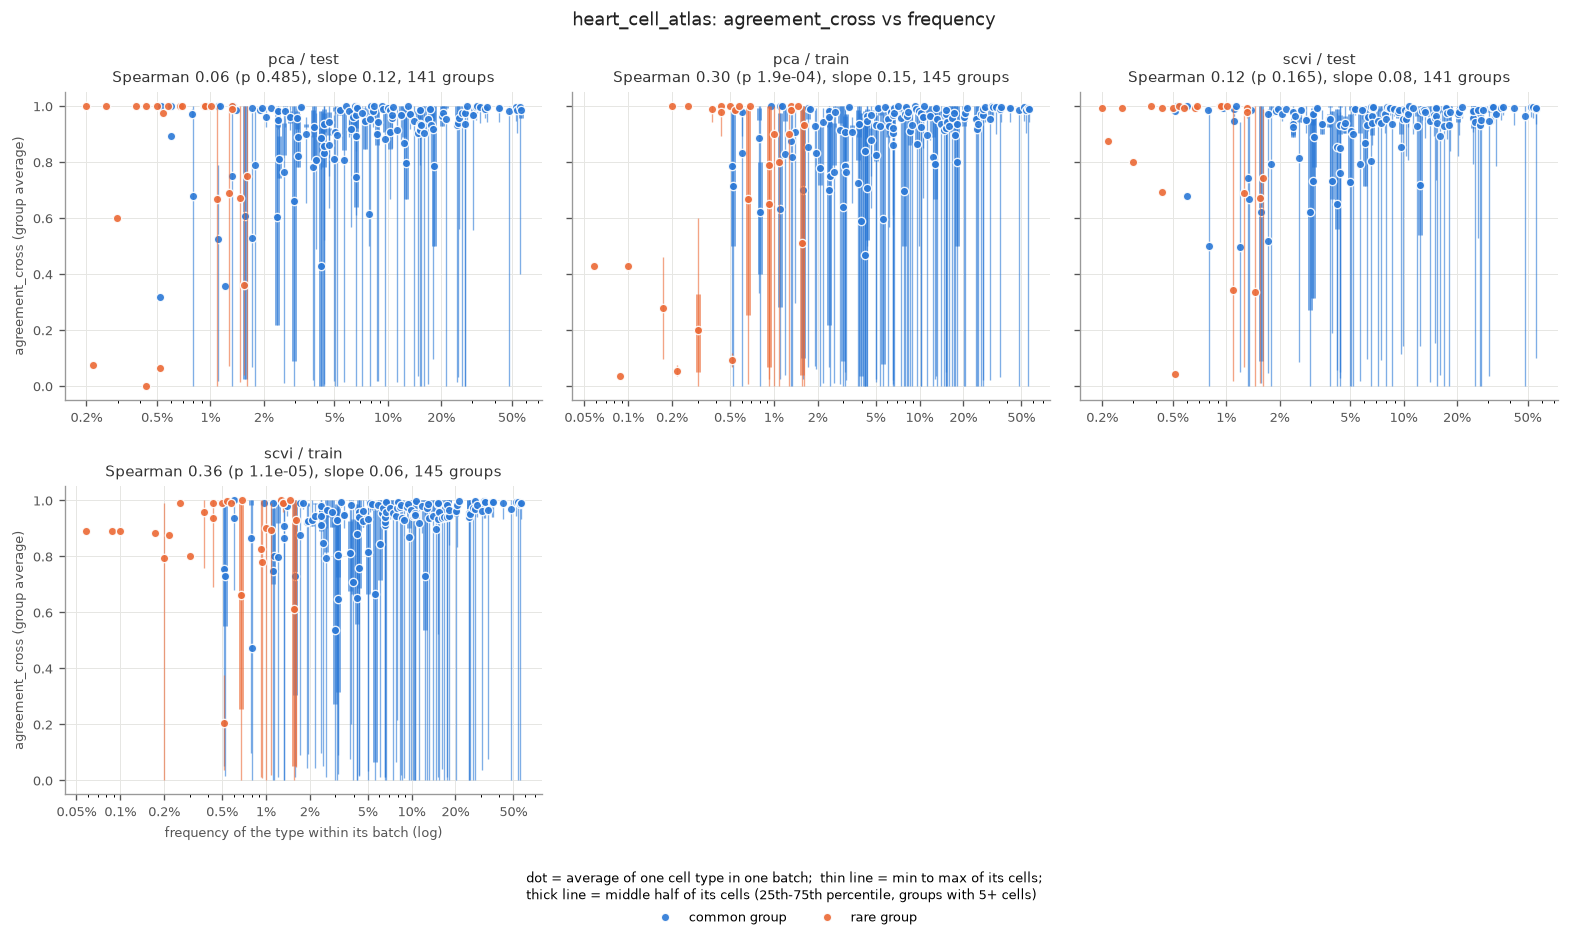 heart_cell_atlas: agreement_cross vs frequency
pca / test
Spearman 0.06 (p 0.485), slope 0.12, 141 groups
pca / train
Spearman 0.30 (p 1.9e-04), slope 0.15, 145 groups
scvi / test
Spearman 0.12 (p 0.165), slope 0.08, 141 groups
agreement_cross (group average)
1.0
0.8
0.6
0.4
0.2
0.0
0.2% 0.5% 1% 2% 5% 10% 20% 50%
0.05% 0.1% 0.2% 0.5% 1% 2% 5% 10% 20% 50%
0.2% 0.5% 1% 2% 5% 10% 20% 50%
scvi / train
Spearman 0.36 (p 1.1e-05), slope 0.06, 145 groups
agreement_cross (group average)
1.0
0.8
0.6
0.4
0.2
0.0
0.05% 0.1% 0.2% 0.5% 1% 2% 5% 10% 20% 50%
frequency of the type within its batch (log)
dot = average of one cell type in one batch;  thin line = min to max of its cells;
thick line = middle half of its cells (25th-75th percentile, groups with 5+ cells)
common group rare group